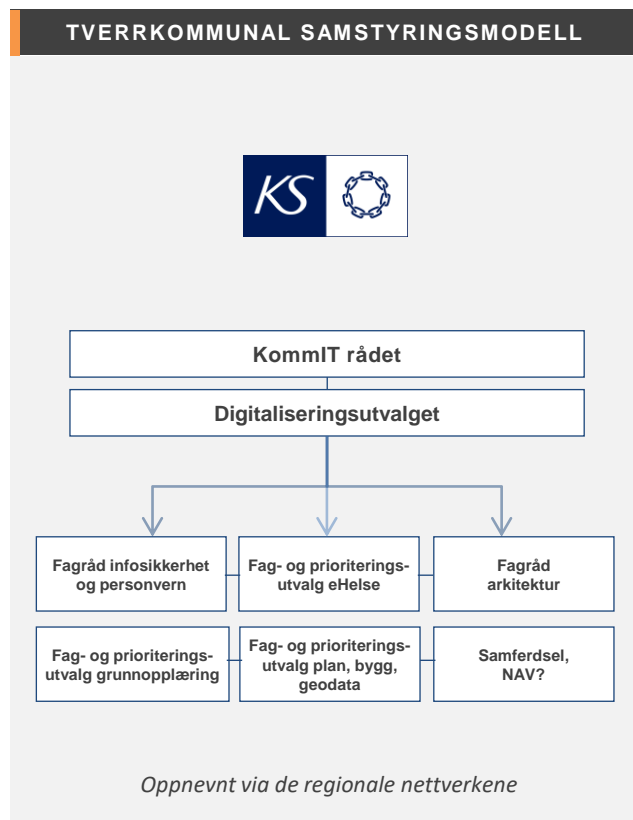 TVERRKOMMUNAL SAMSTYRINGSMODELL
KS
KommIT rådet
Digitaliseringsutvalget
Fagråd infosikkerhet
og personvern
Fag- og prioriterings-
utvalg eHelse
Fagråd
arkitektur
Fag- og prioriterings-
utvalg grunnopplæring
Fag- og prioriterings-
utvalg plan, bygg,
geodata
Samferdsel,
NAV?
Oppnevnt via de regionale nettverkene